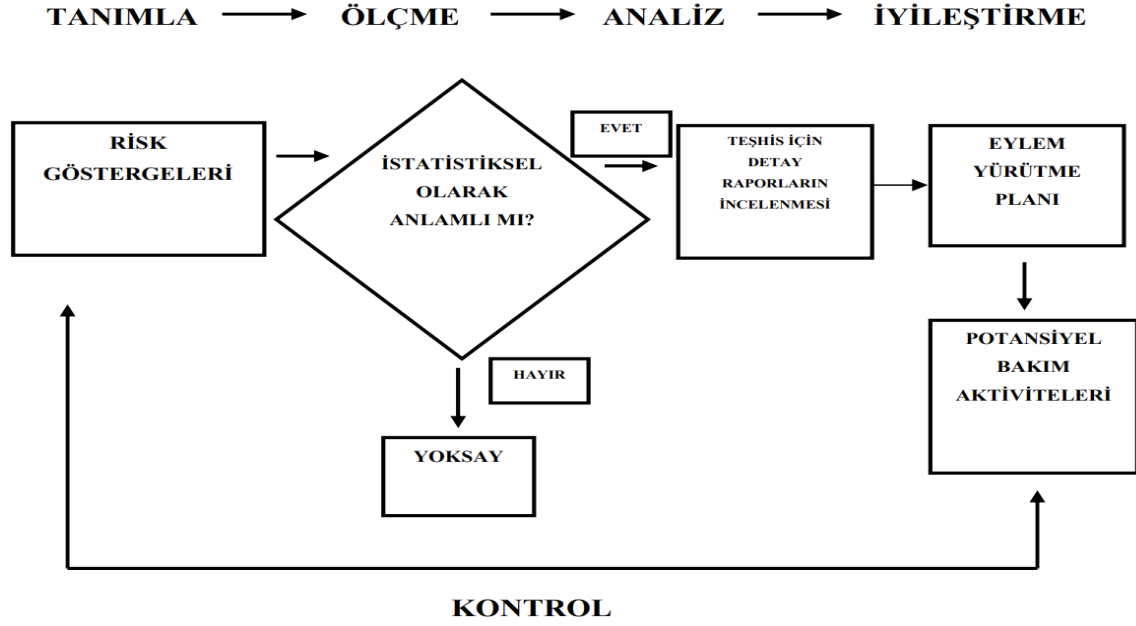 TANIMLA ÖLÇME ANALİZ İYİLEŞTİRME
RİSK
GÖSTERGELERİ
İSTATİSTİKSEL
OLARAK
ANLAMLI MI?
EVET
TEŞHİS İÇİN
DETAY
RAPORLARIN
İNCELENMESİ
EYLEM
YÜRÜTME
PLANI
HAYIR
YOKSAY
POTANSİYEL
BAKIM
AKTİVİTELERİ
KONTROL